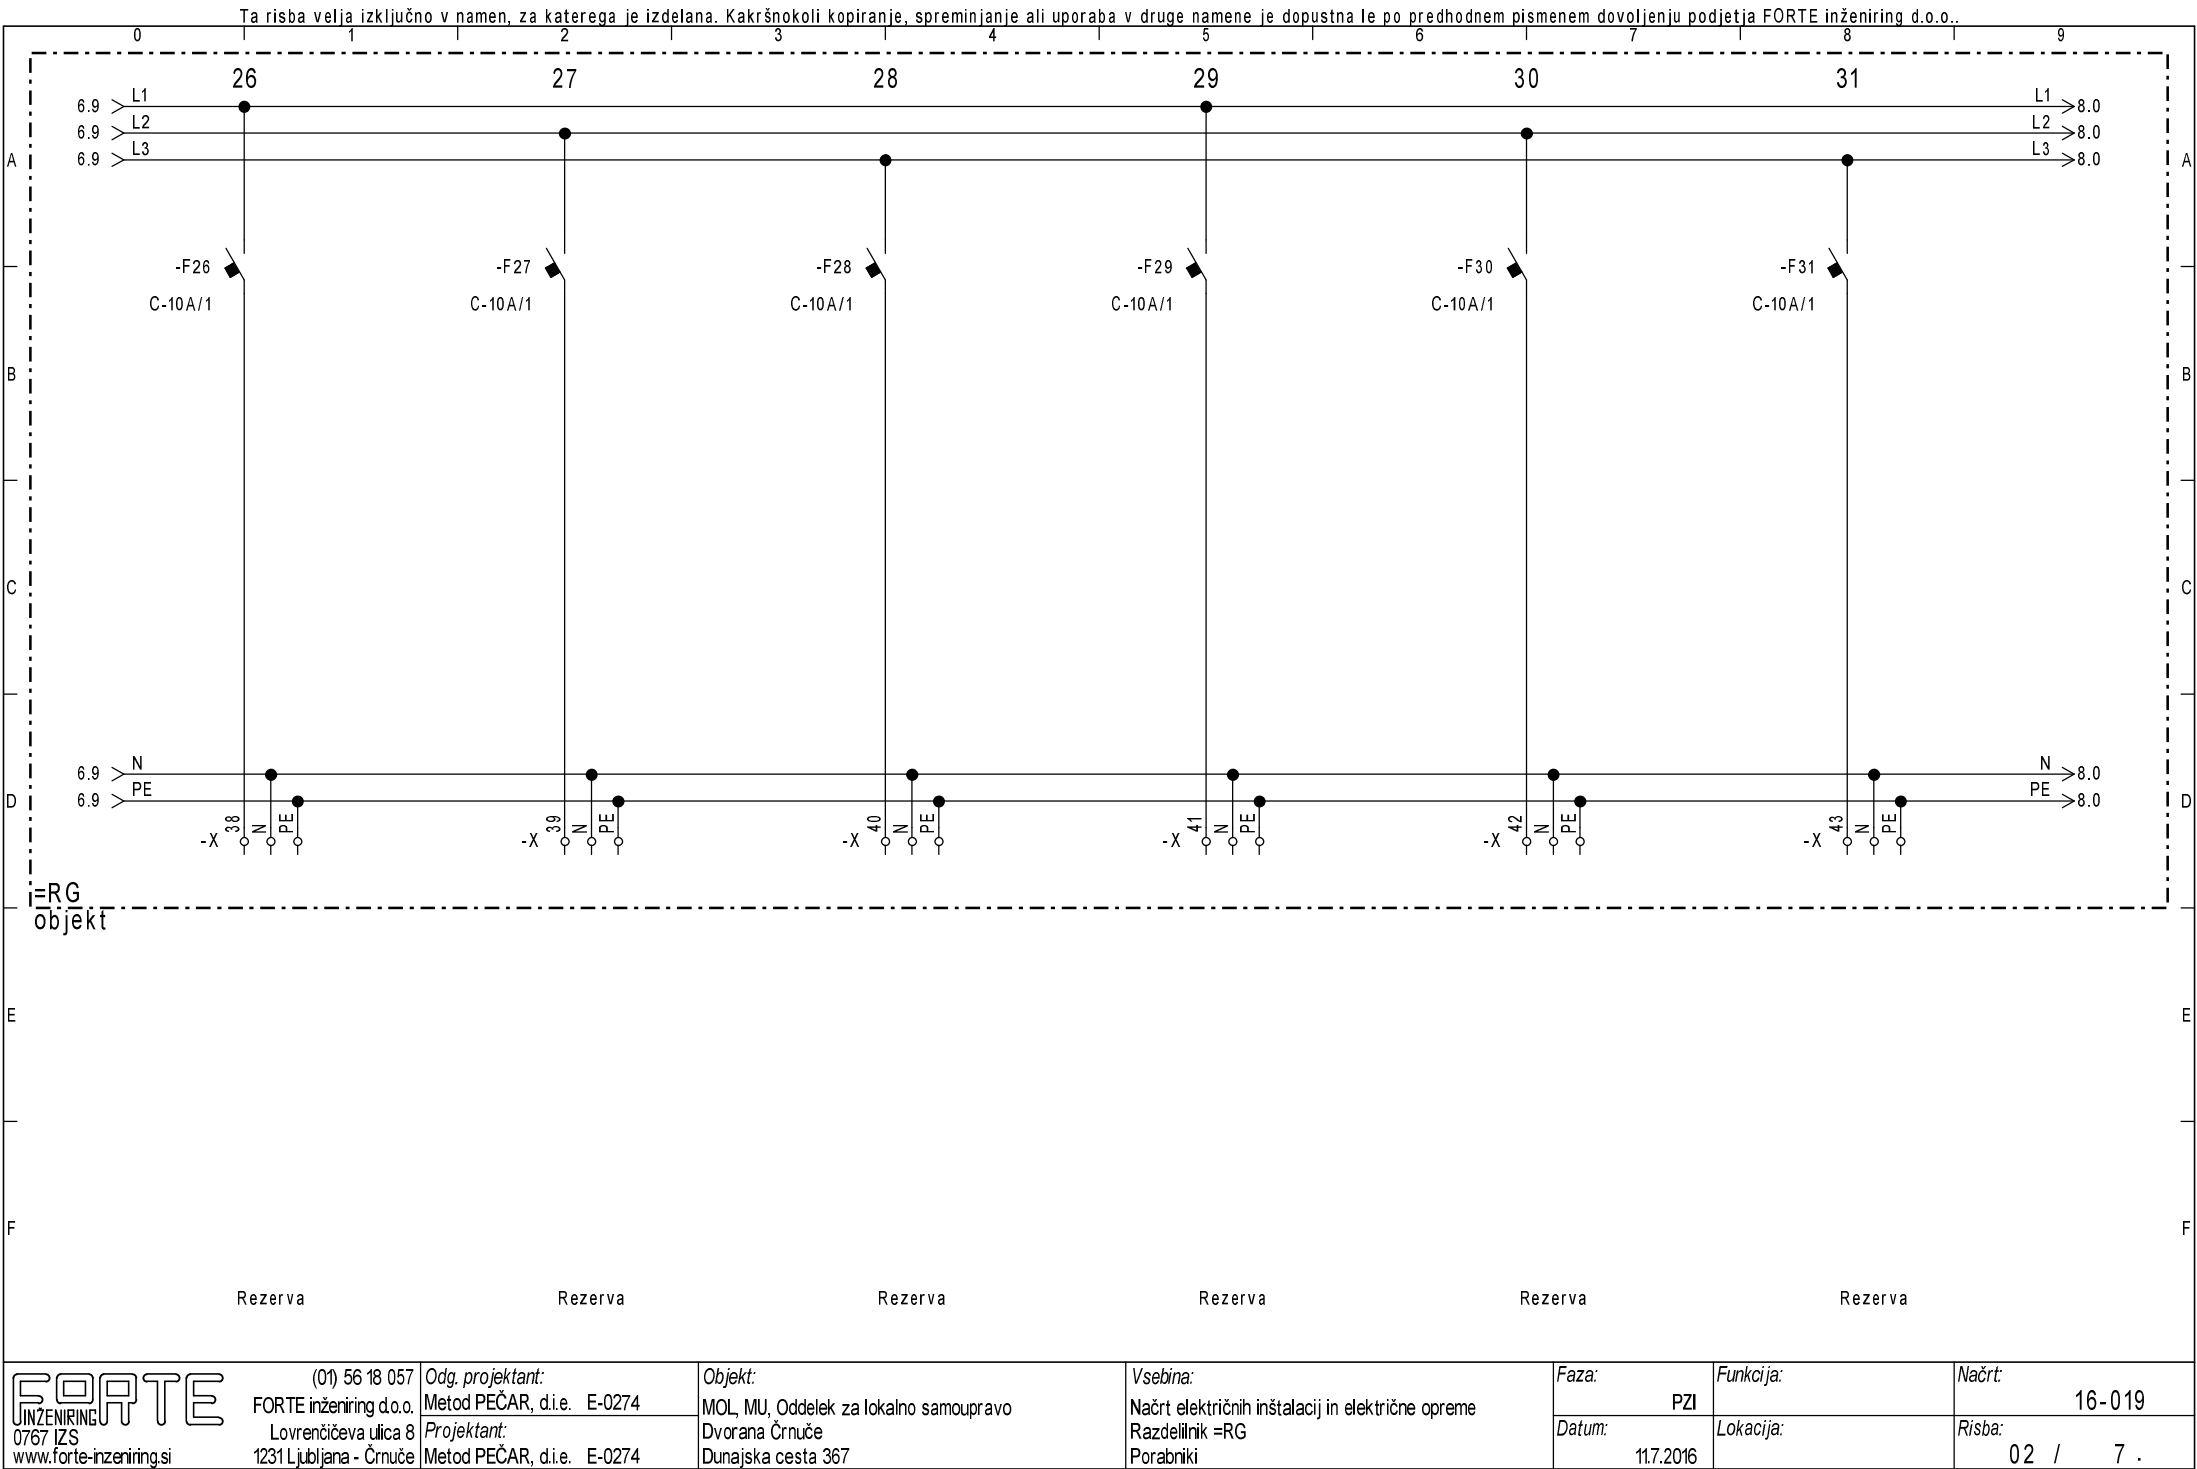 Ta risba velja izključno v namen, za katerega je izdelana. Kakršnokoli kopiranje, spreminjanje ali uporaba v druge namene je dopustna le po predhodnem pismenem dovoljenju podjetja FORTE inženiring d.o.o..
0 1 2 3 4 5 6 7 8 9
26 27 28 29 30 31
6.9 L1 L1 8.0
6.9 L2 L2 8.0
A 6.9 L3 L3 8.0 A
-F26 -F27 -F28 -F29 -F30 -F31
C-10A/1 C-10A/1 C-10A/1 C-10A/1 C-10A/1 C-10A/1
B B
C C
6.9 N N 8.0
D 6.9 PE PE 8.0 D
-X 38 N PE -X 39 N PE -X 40 N PE -X 41 N PE -X 42 N PE -X 43 N PE
=RG
objekt
E E
F F
Rezerva Rezerva Rezerva Rezerva Rezerva Rezerva
FORTE
INŽENIRING
0767 IZS
www.forte-inzeniring.si
(01) 56 18 057
FORTE inženiring d.o.o.
Lovrenčičeva ulica 8
1231 Ljubljana - Črnuče
Odg. projektant:
Metod PEČAR, d.i.e. E-0274
Projektant:
Metod PEČAR, d.i.e. E-0274
Objekt:
MOL, MU, Oddelek za lokalno samoupravo
Dvorana Črnuče
Dunajska cesta 367
Vsebina:
Načrt električnih inštalacij in električne opreme
Razdelilnik =RG
Porabniki
Faza:
PZI
Datum:
11.7.2016
Funkcija:
Lokacija:
Načrt:
16-019
Risba:
02 / 7 .